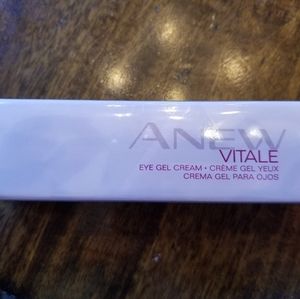 ANEW
VITALE
EYE GEL CREAM • CRÈME GEL YEUX
CREMA GEL PARA OJOS